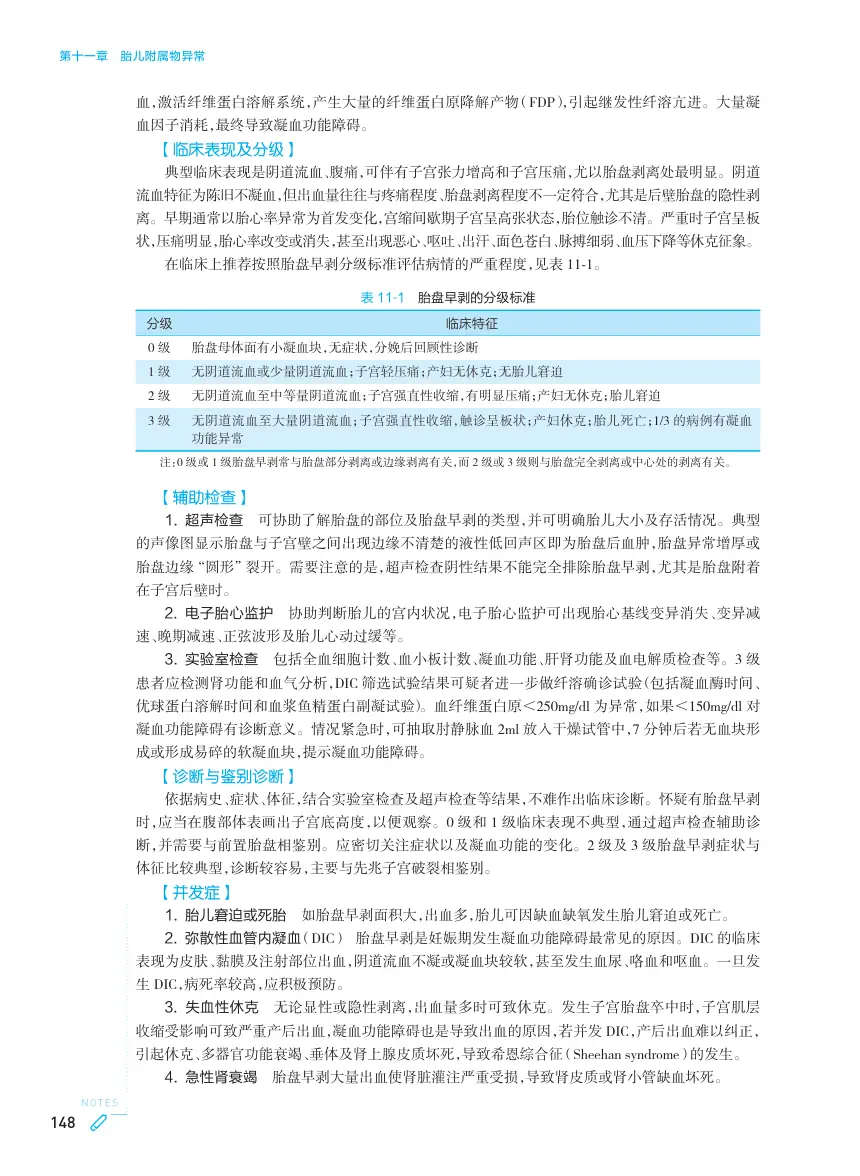 第十一章 胎儿附属物异常
血,激活纤维蛋白溶解系统,产生大量的纤维蛋白原降解产物(FDP),引起继发性纤溶亢进。大量凝
血因子消耗,最终导致凝血功能障碍。
【临床表现及分级】
典型临床表现是阴道流血、腹痛,可伴有子宫张力增高和子宫压痛,尤以胎盘剥离处最明显。阴道
流血特征为陈旧不凝血,但出血量往往与疼痛程度、胎盘剥离程度不一定符合,尤其是后壁胎盘的隐性剥
离。早期通常以胎心率异常为首发变化,宫缩间歇期子宫呈高张状态,胎位触诊不清。严重时子宫呈板
状,压痛明显,胎心率改变或消失,甚至出现恶心、呕吐、出汗、面色苍白、脉搏细弱、血压下降等休克征象。
在临床上推荐按照胎盘早剥分级标准评估病情的严重程度,见表 11-1。
表 11-1 胎盘早剥的分级标准
分级 临床特征
0 级 胎盘母体面有小凝血块,无症状,分娩后回顾性诊断
1 级 无阴道流血或少量阴道流血;子宫轻压痛;产妇无休克;无胎儿窘迫
2 级 无阴道流血至中等量阴道流血;子宫强直性收缩,有明显压痛;产妇无休克;胎儿窘迫
3 级 无阴道流血至大量阴道流血;子宫强直性收缩,触诊呈板状;产妇休克;胎儿死亡;1/3 的病例有凝血
功能异常
注:0 级或 1 级胎盘早剥常与胎盘部分剥离或边缘剥离有关,而 2 级或 3 级则与胎盘完全剥离或中心处的剥离有关。
【辅助检查】
1. 超声检查 可协助了解胎盘的部位及胎盘早剥的类型,并可明确胎儿大小及存活情况。典型
的声像图显示胎盘与子宫壁之间出现边缘不清楚的液性低回声区即为胎盘后血肿,胎盘异常增厚或
胎盘边缘“圆形”裂开。需要注意的是,超声检查阴性结果不能完全排除胎盘早剥,尤其是胎盘附着
在子宫后壁时。
2. 电子胎心监护 协助判断胎儿的宫内状况,电子胎心监护可出现胎心基线变异消失、变异减
速、晚期减速、正弦波形及胎儿心动过缓等。
3. 实验室检查 包括全血细胞计数、血小板计数、凝血功能、肝肾功能及血电解质检查等。3 级
患者应检测肾功能和血气分析,DIC 筛选试验结果可疑者进一步做纤溶确诊试验(包括凝血酶时间、
优球蛋白溶解时间和血浆鱼精蛋白副凝试验)。血纤维蛋白原<250mg/dl 为异常,如果<150mg/dl 对
凝血功能障碍有诊断意义。情况紧急时,可抽取肘静脉血 2ml 放入干燥试管中,7 分钟后若无血块形
成或形成易碎的软凝血块,提示凝血功能障碍。
【诊断与鉴别诊断】
依据病史、症状、体征,结合实验室检查及超声检查等结果,不难作出临床诊断。怀疑有胎盘早剥
时,应当在腹部体表画出子宫底高度,以便观察。0 级和 1 级临床表现不典型,通过超声检查辅助诊
断,并需要与前置胎盘相鉴别。应密切关注症状以及凝血功能的变化。2 级及 3 级胎盘早剥症状与
体征比较典型,诊断较容易,主要与先兆子宫破裂相鉴别。
【并发症】
1. 胎儿窘迫或死胎 如胎盘早剥面积大,出血多,胎儿可因缺血缺氧发生胎儿窘迫或死亡。
2. 弥散性血管内凝血(DIC) 胎盘早剥是妊娠期发生凝血功能障碍最常见的原因。DIC 的临床
表现为皮肤、黏膜及注射部位出血,阴道流血不凝或凝血块较软,甚至发生血尿、咯血和呕血。一旦发
生 DIC,病死率较高,应积极预防。
3. 失血性休克 无论显性或隐性剥离,出血量多时可致休克。发生子宫胎盘卒中时,子宫肌层
收缩受影响可致严重产后出血,凝血功能障碍也是导致出血的原因,若并发 DIC,产后出血难以纠正,
引起休克、多器官功能衰竭、垂体及肾上腺皮质坏死,导致希恩综合征(Sheehan syndrome)的发生。
4. 急性肾衰竭 胎盘早剥大量出血使肾脏灌注严重受损,导致肾皮质或肾小管缺血坏死。
NOTES
148